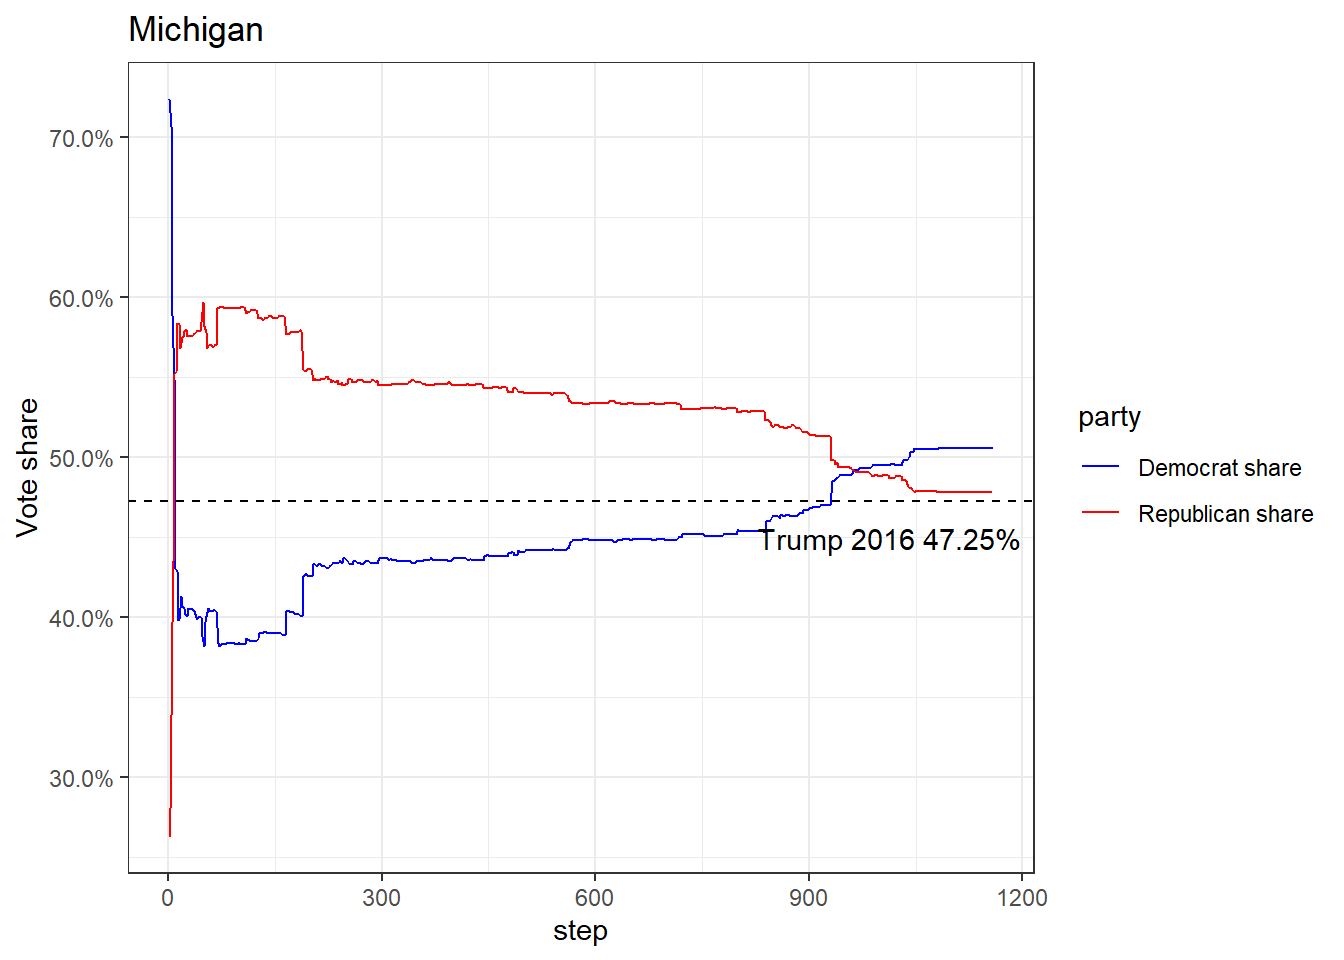 Michigan
70.0%
60.0%
50.0%
40.0%
30.0%
Vote share
Trump 2016 47.25%
0
300
600
900
1200
step
party
Democrat share
Republican share